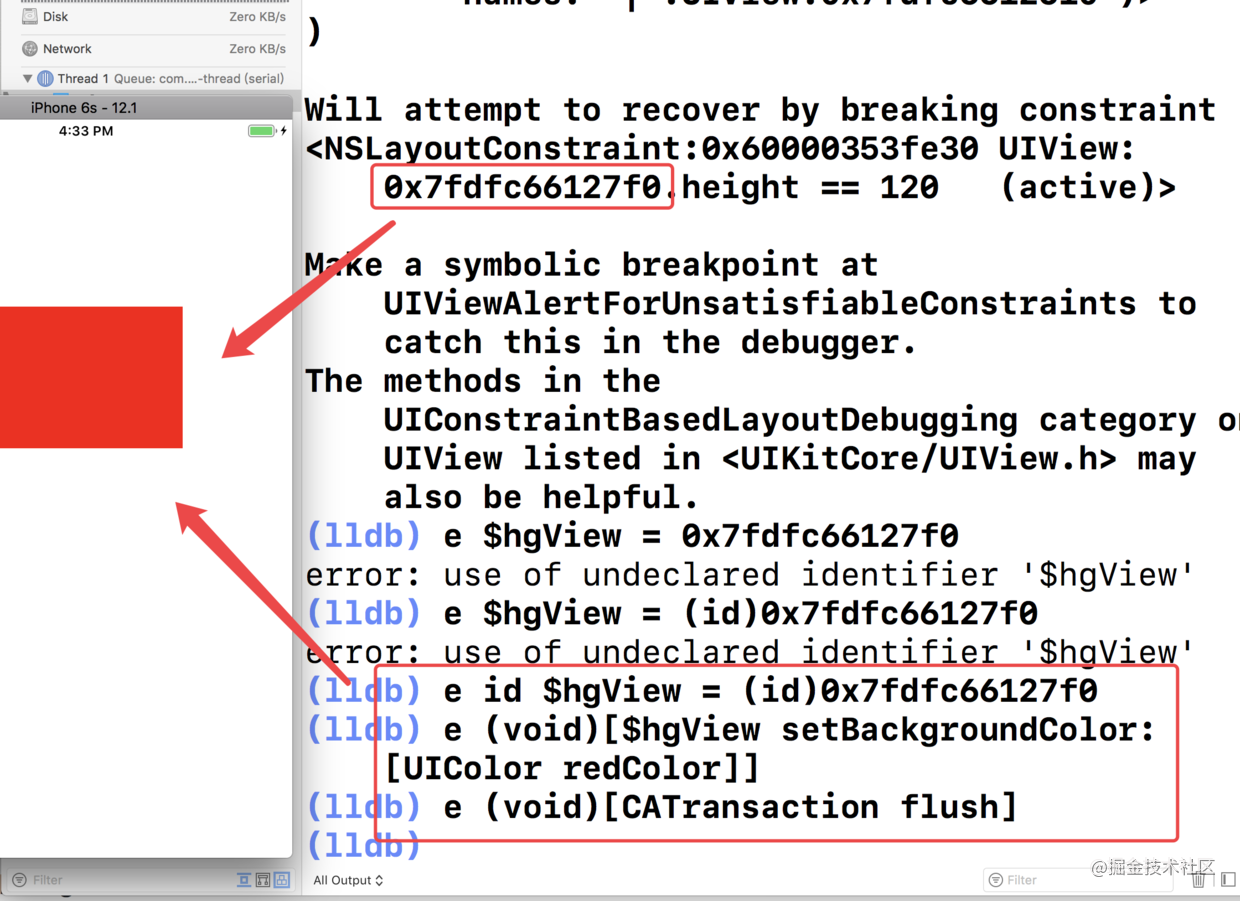 Disk Zero KB/s
Network Zero KB/s
Thread 1 Queue: com....-thread (serial)
iPhone 6s - 12.1
4:33 PM
Filter
)
Will attempt to recover by breaking constraint
<NSLayoutConstraint:0x60000353fe30 UIView:
0x7fdfc66127f0.height == 120 (active)>
Make a symbolic breakpoint at
UIViewAlertForUnsatisfiableConstraints to
catch this in the debugger.
The methods in the
UIConstraintBasedLayoutDebugging category on
UIView listed in <UIKitCore/UIView.h> may
also be helpful.
(lldb) e $hgView = 0x7fdfc66127f0
error: use of undeclared identifier '$hgView'
(lldb) e $hgView = (id)0x7fdfc66127f0
error: use of undeclared identifier '$hgView'
(lldb) e id $hgView = (id)0x7fdfc66127f0
(lldb) e (void)[$hgView setBackgroundColor:
[UIColor redColor]]
(lldb) e (void)[CATransaction flush]
(lldb)
All Output
Filter
@掘金技术社区